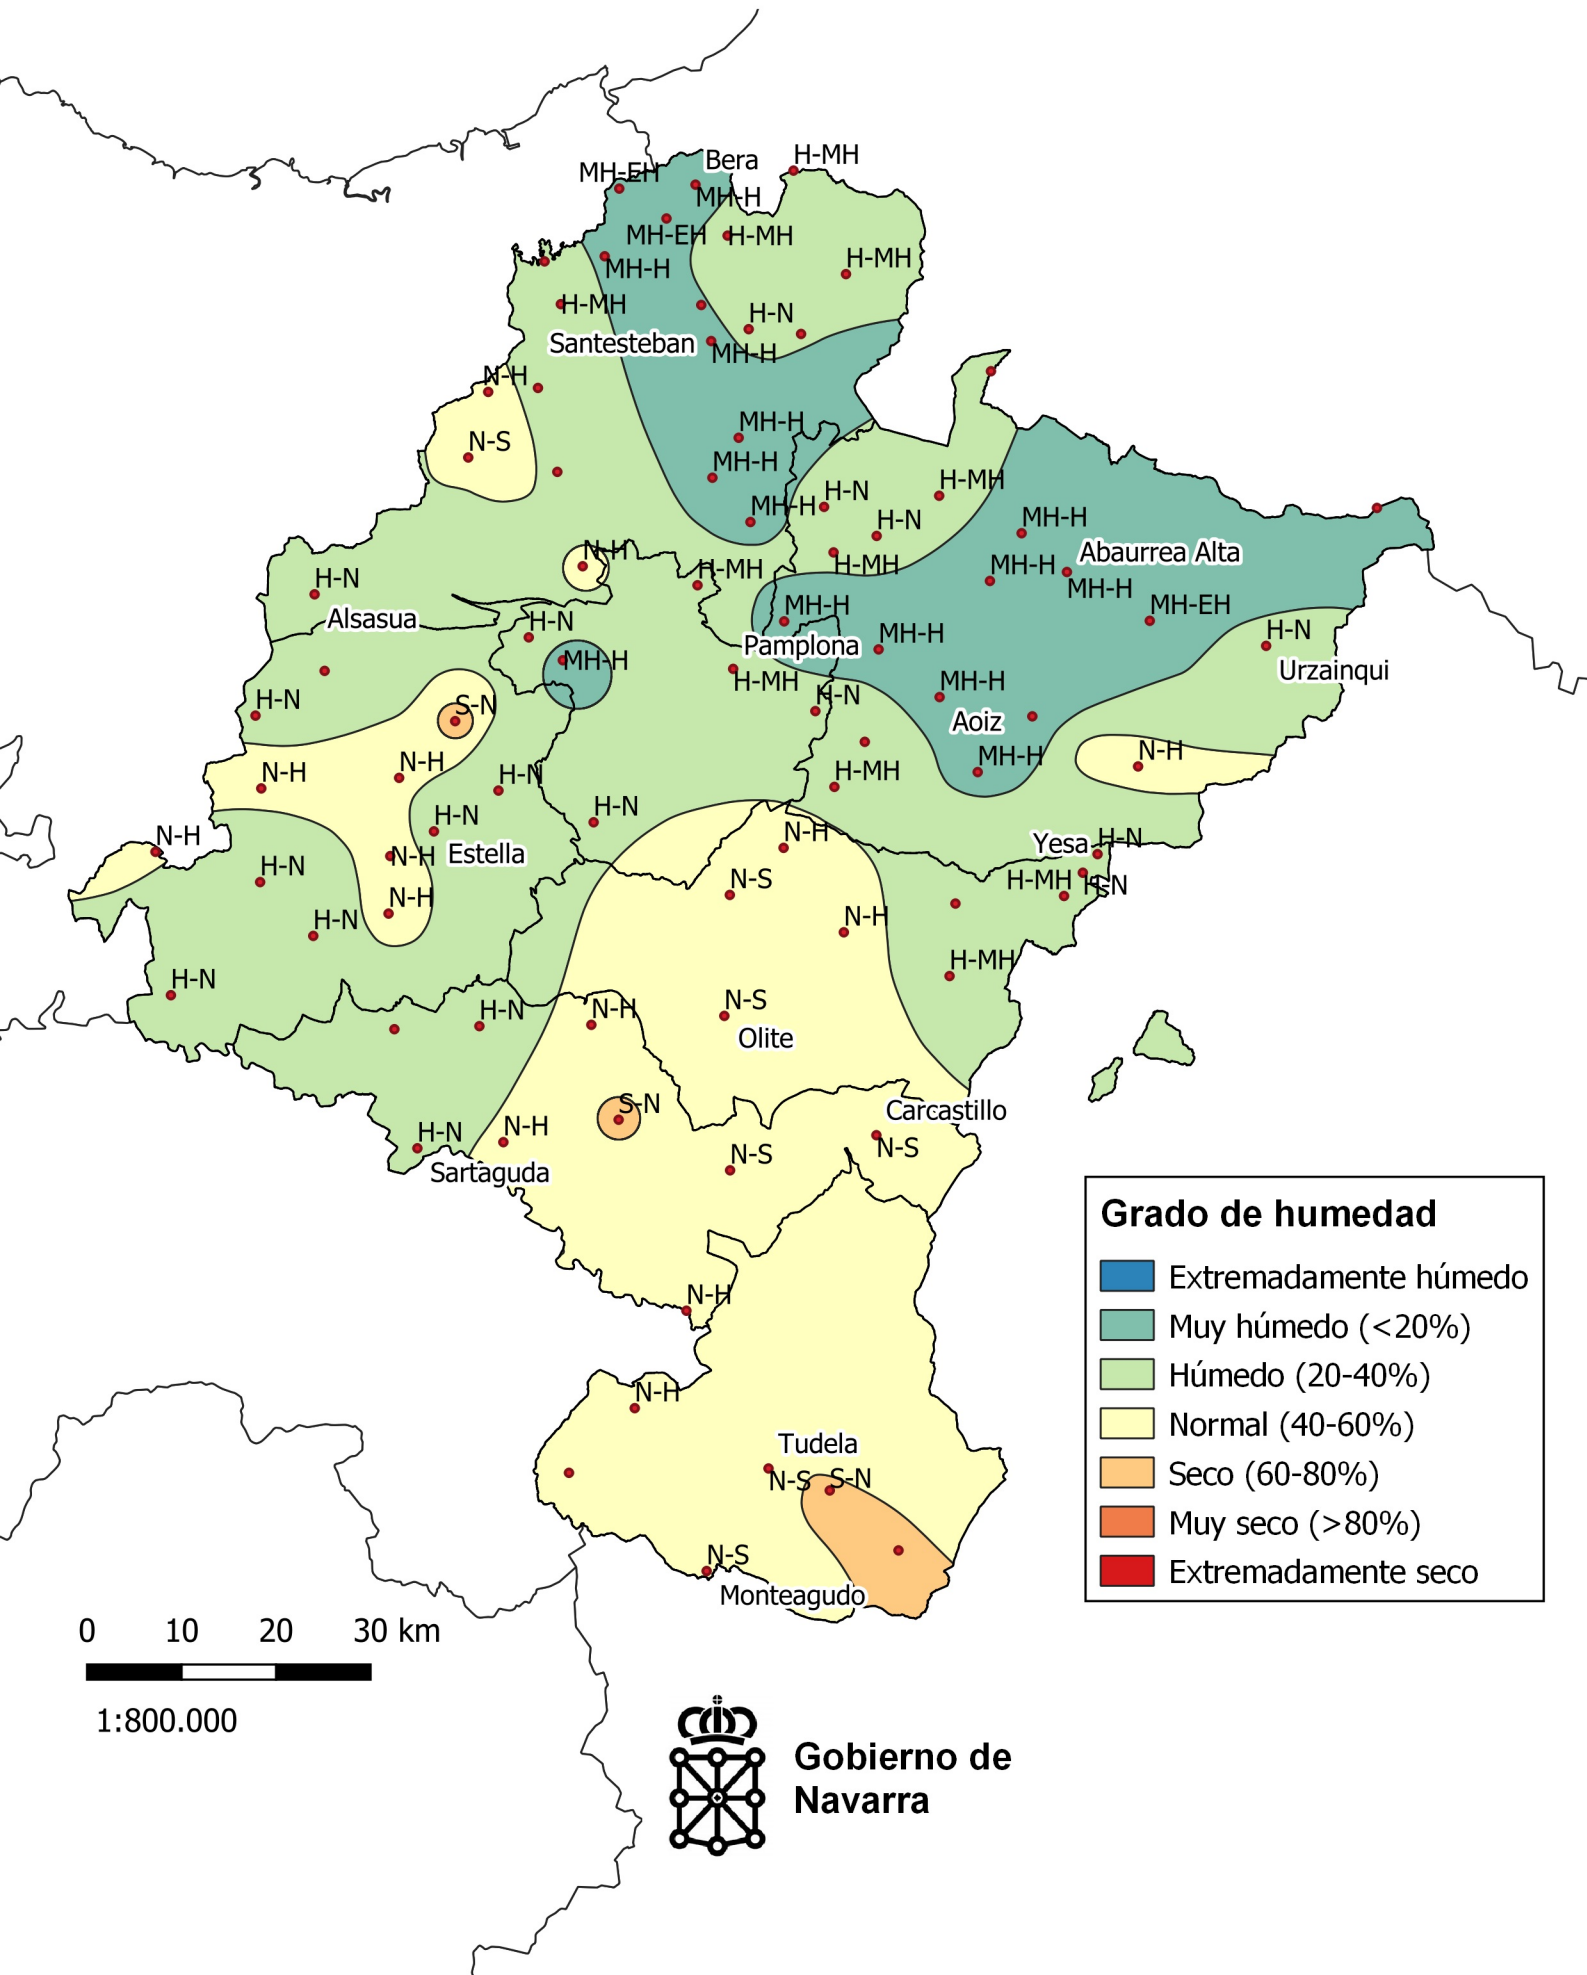 H-MH
Bera
MH-EH
MH-H
MH-EH
H-MH
H-MH
MH-H
H-MH
H-N
Santesteban
MH-H
N-H
MH-H
N-S
MH-H
H-MH
H-N
MH-H
H-N
MH-H
N-H
Abaurrea Alta
H-MH
MH-H
H-MH
H-N
MH-H
MH-H
MH-EH
Alsasua
H-N
MH-H
H-N
Pamplona
MH-H
Urzainqui
H-MH
MH-H
H-N
H-N
S-N
Aoiz
N-H
MH-H
N-H
N-H
H-N
H-MH
H-N
H-N
N-H
N-H
H-N
Yesa
N-H
Estella
H-N
N-S
H-MH
H-N
N-H
N-H
H-N
H-MH
H-N
N-S
H-N
N-H
Olite
S-N
Carcastillo
N-H
H-N
N-S
N-S
Sartaguda
N-H
N-H
Tudela
N-S
S-N
N-S
Monteagudo
Grado de humedad
Extremadamente húmedo
Muy húmedo (<20%)
Húmedo (20-40%)
Normal (40-60%)
Seco (60-80%)
Muy seco (>80%)
Extremadamente seco
0 10 20 30 km
1:800.000
Gobierno de
Navarra